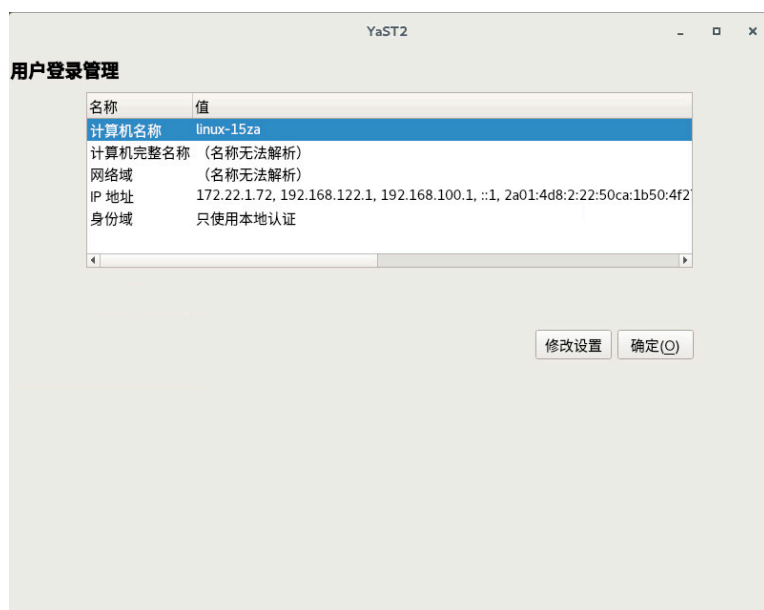 YaST2
用户登录管理
名称 值
计算机名称 linux-15za
计算机完整名称 （名称无法解析）
网络域 （名称无法解析）
IP 地址 172.22.1.72, 192.168.122.1, 192.168.100.1, ::1, 2a01:4d8:2:22:50ca:1b50:4f2
身份域 只使用本地认证
修改设置 确定(O)